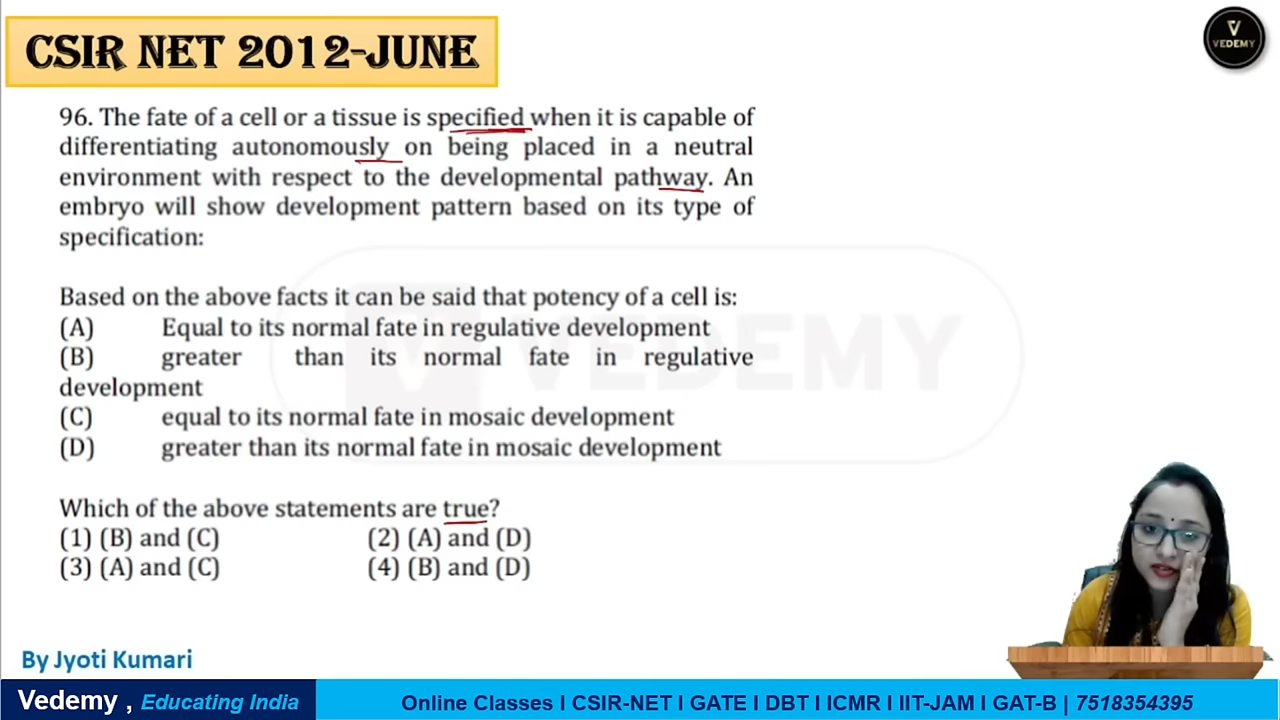 CSIR NET 2012-JUNE
V
VEDEMY
96. The fate of a cell or a tissue is specified when it is capable of
differentiating autonomously on being placed in a neutral
environment with respect to the developmental pathway. An
embryo will show development pattern based on its type of
specification:
Based on the above facts it can be said that potency of a cell is:
(A) Equal to its normal fate in regulative development
(B) greater than its normal fate in regulative
development
(C) equal to its normal fate in mosaic development
(D) greater than its normal fate in mosaic development
VEDEMY
Which of the above statements are true?
(1) (B) and (C) (2) (A) and (D)
(3) (A) and (C) (4) (B) and (D)
By Jyoti Kumari
Vedemy , Educating India
Online Classes I CSIR-NET I GATE I DBT I ICMR I IIT-JAM I GAT-B | 7518354395